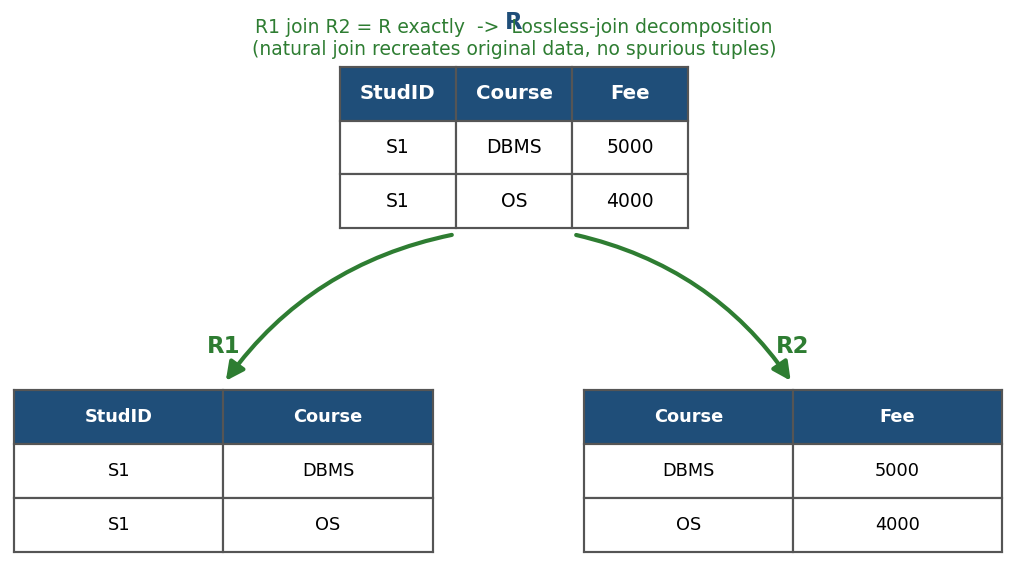 R
R1 join R2 = R exactly -> Lossless-join decomposition
(natural join recreates original data, no spurious tuples)
StudID Course Fee
S1 DBMS 5000
S1 OS 4000
R1
StudID Course
S1 DBMS
S1 OS
R2
Course Fee
DBMS 5000
OS 4000